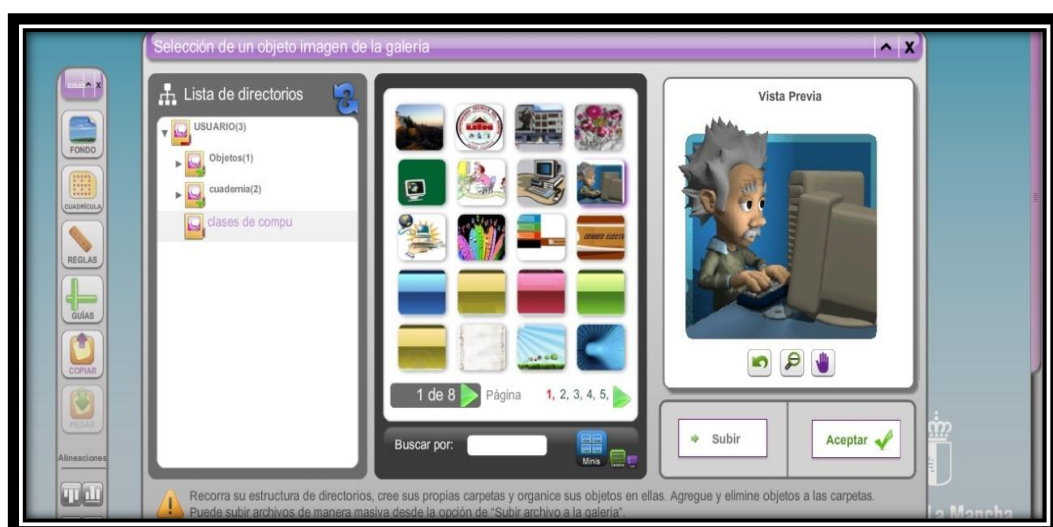 Selección de un objeto imagen de la galería
X
Lista de directorios
USUARIO(3)
Objetos(1)
cuadernia(2)
clases de compu
FONDO
CUADRÍCULA
REGLAS
GUÍAS
COPIAR
PEGAR
Alineaciones
1 de 8
Página
1, 2, 3, 4, 5,
Buscar por:
Minis
Vista Previa
Subir
Aceptar
Recorra su estructura de directorios, cree sus propias carpetas y organice sus objetos en ellas. Agregue y elimine objetos a las carpetas.
Puede subir archivos de manera masiva desde la opción de "Subir archivo a la galería".
La Mancha